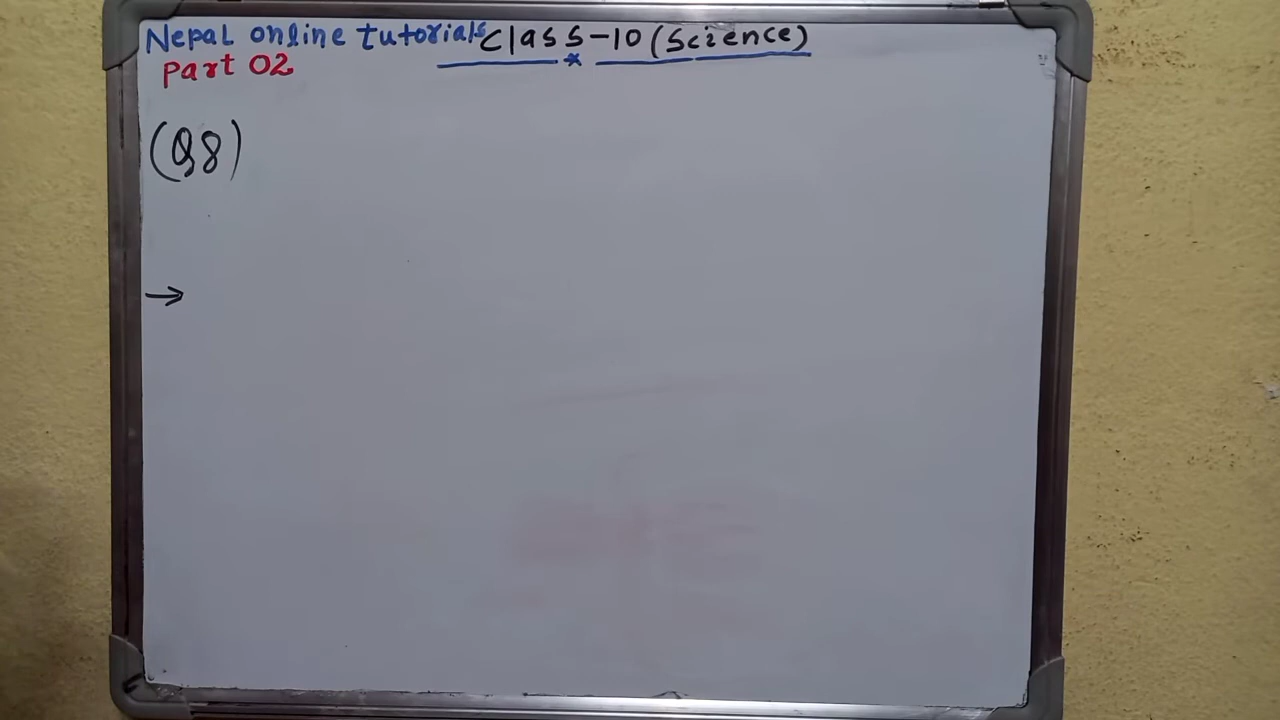 Nepal online tutorials Class-10 (Science)
Part 02
(Q8)
→